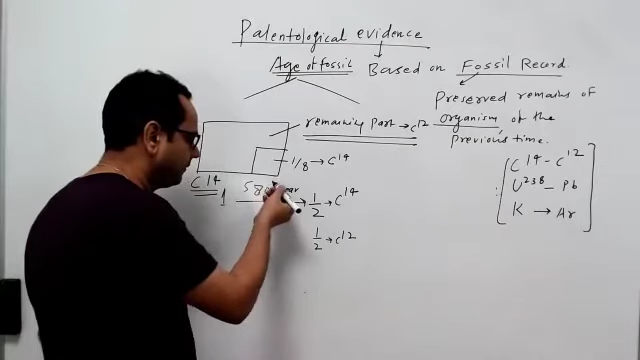 Palentological evidence
Age of fossil Based on Fossil Record
Preserved remains of
organism of the
previous time.
remaining part → C12
1/8 → C14
C14
1 → 1/2 → C14
1/2 → C12
C14 - C12
U238 - Pb
K → Ar